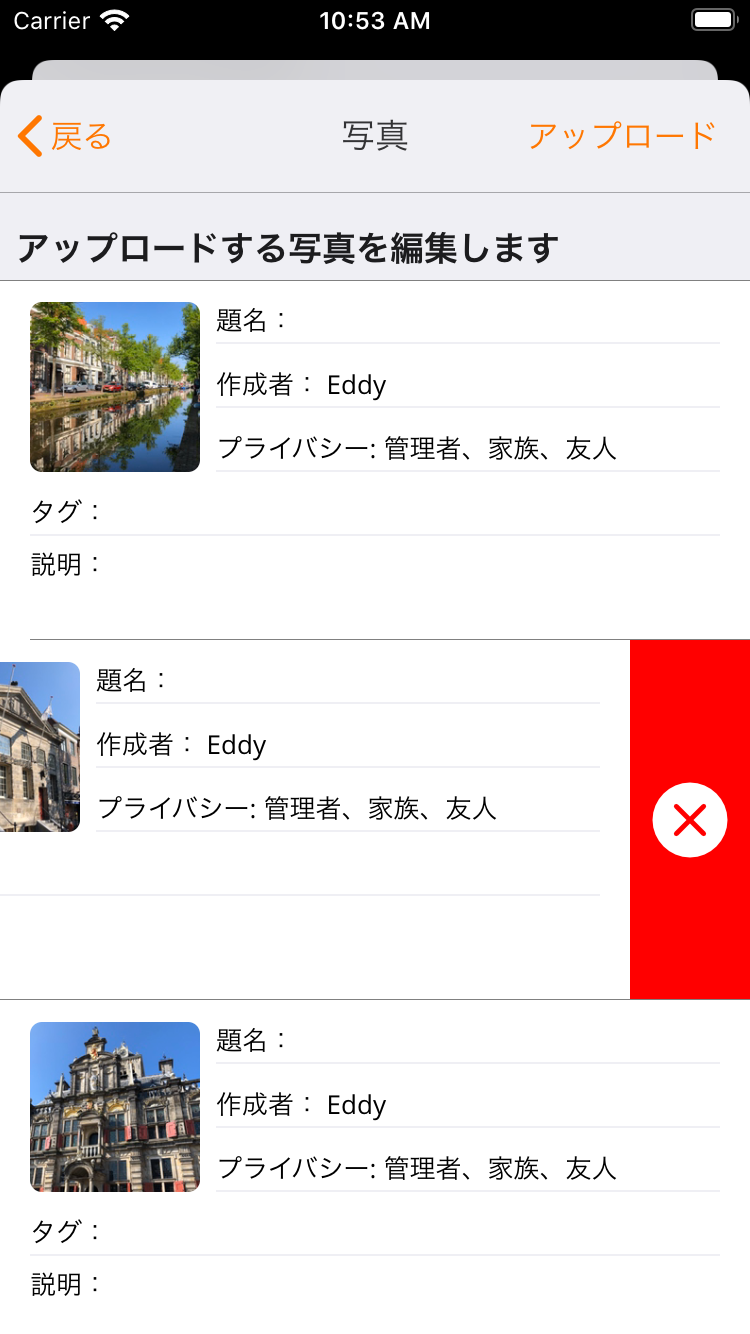 Carrier 10:53 AM
戻る 写真 アップロード
アップロードする写真を編集します
題名：
作成者： Eddy
プライバシー: 管理者、家族、友人
タグ：
説明：
題名：
作成者： Eddy
プライバシー: 管理者、家族、友人
題名：
作成者： Eddy
プライバシー: 管理者、家族、友人
タグ：
説明：